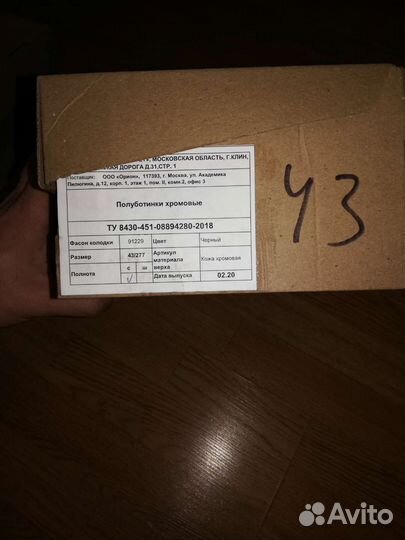 МОСКОВСКАЯ ОБЛАСТЬ, Г.КЛИН,
ДОРОГА Д.31,СТР. 1
Поставщик: ООО «Орион», 117393, г. Москва, ул. Академика
Пилюгина, д.12, корп. 1, этаж 1, пом. II, комн.2, офис 3
Полуботинки хромовые
ТУ 8430-451-08894280-2018
Фасон колодки 91229 Цвет Черный
Размер 43/277 Артикул материала верха Кожа хромовая
Полнота с ш Дата выпуска 02.20
43
Avito